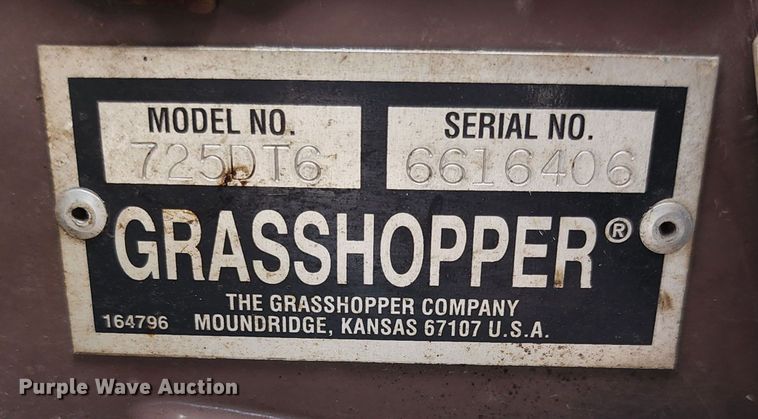 MODEL NO.
725DT6
SERIAL NO.
6616406
GRASSHOPPER®
THE GRASSHOPPER COMPANY
164796
MOUNDRIDGE, KANSAS 67107 U.S.A.
Purple Wave Auction